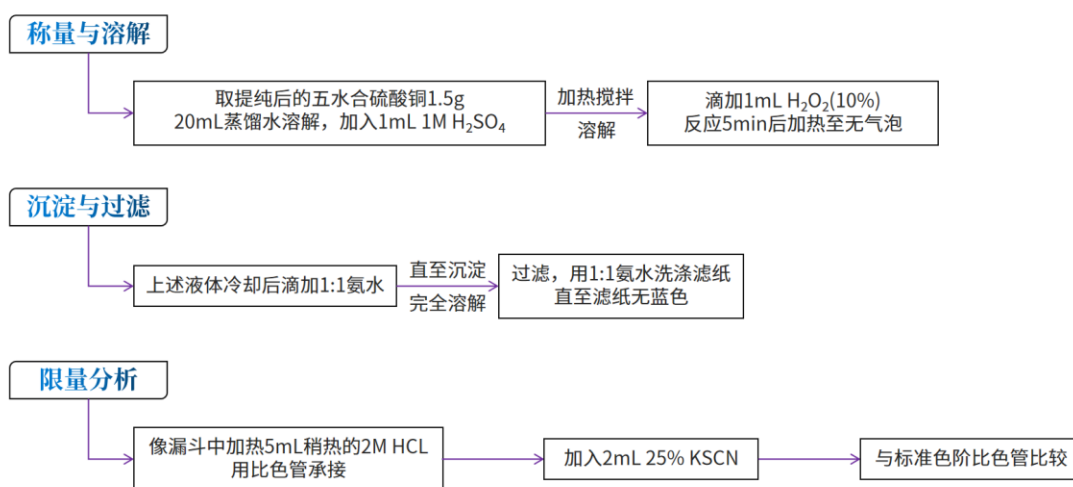 称量与溶解
取提纯后的五水合硫酸铜1.5g
20mL蒸馏水溶解，加入1mL 1M H₂SO₄
加热搅拌
溶解
滴加1mL H₂O₂(10%)
反应5min后加热至无气泡
沉淀与过滤
上述液体冷却后滴加1:1氨水
直至沉淀
完全溶解
过滤，用1:1氨水洗涤滤纸
直至滤纸无蓝色
限量分析
像漏斗中加热5mL稍热的2M HCL
用比色管承接
加入2mL 25% KSCN
与标准色阶比色管比较